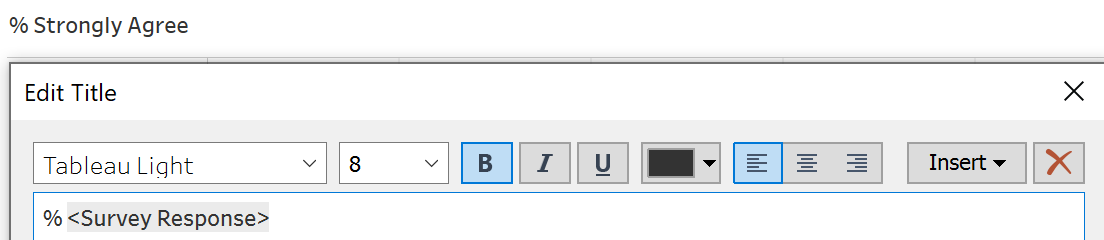 % Strongly Agree
Edit Title
Tableau Light 8 B I U Insert
% <Survey Response>